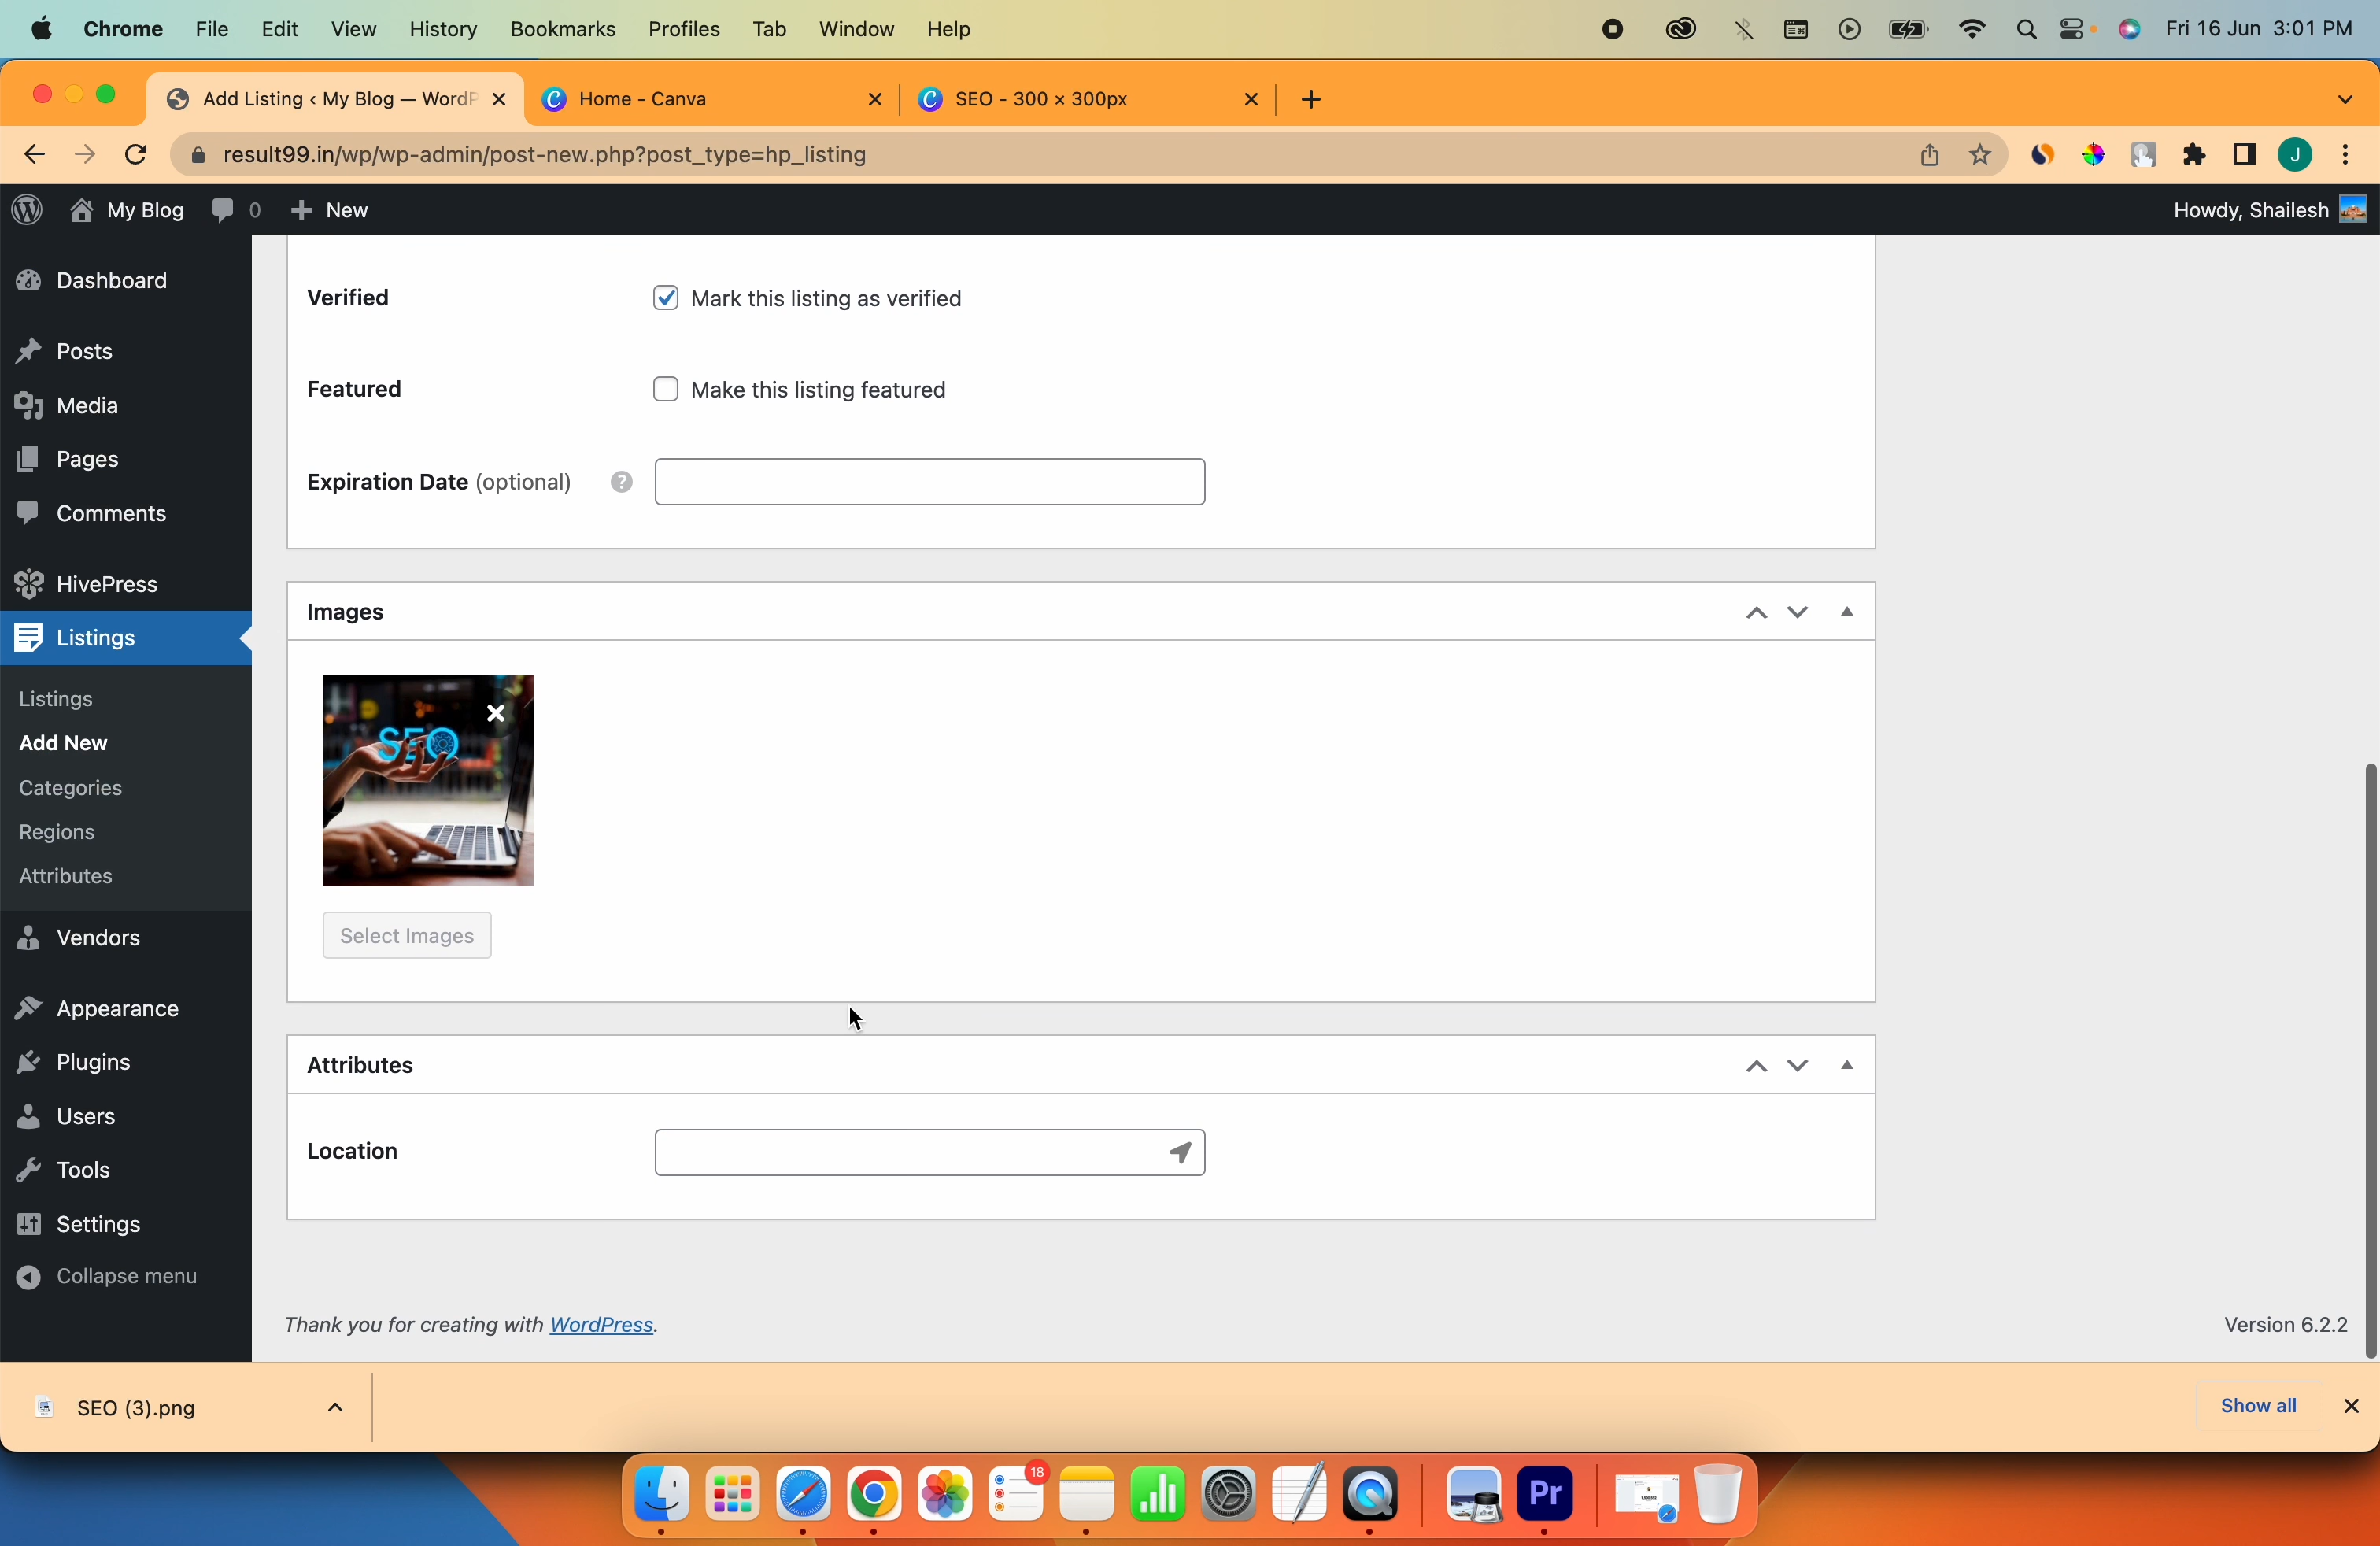 Chrome File Edit View History Bookmarks Profiles Tab Window Help Fri 16 Jun 3:01 PM
Add Listing ‹ My Blog — WordP Home - Canva SEO - 300 × 300px
result99.in/wp/wp-admin/post-new.php?post_type=hp_listing J
My Blog 0 New Howdy, Shailesh
Dashboard
Posts
Media
Pages
Comments
HivePress
Listings
Listings
Add New
Categories
Regions
Attributes
Vendors
Appearance
Plugins
Users
Tools
Settings
Collapse menu
Verified Mark this listing as verified
Featured Make this listing featured
Expiration Date (optional) ?
Images
SEO
Select Images
Attributes
Location
Thank you for creating with WordPress. Version 6.2.2
SEO (3).png Show all
18
Pr